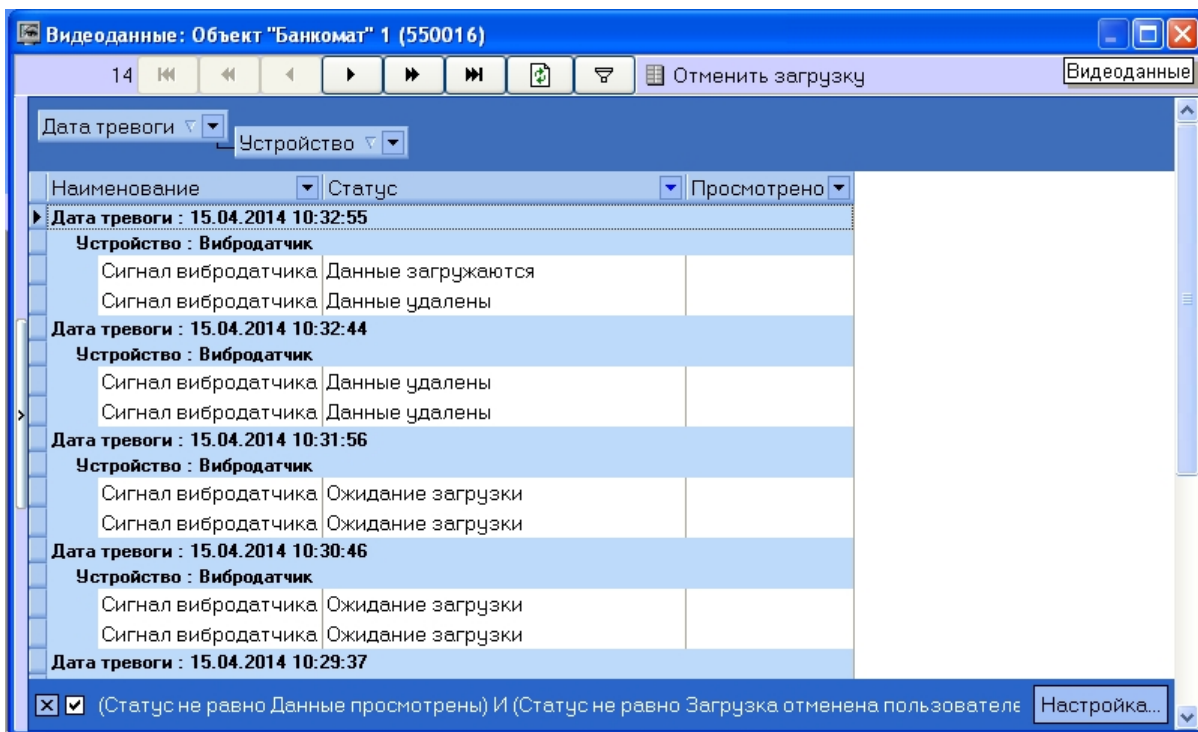 Видеоданные: Объект "Банкомат" 1 (550016)
14 Отменить загрузку Видеоданные
Дата тревоги
Устройство
Наименование Статус Просмотрено
Дата тревоги : 15.04.2014 10:32:55
Устройство : Вибродатчик
Сигнал вибродатчика Данные загружаются
Сигнал вибродатчика Данные удалены
Дата тревоги : 15.04.2014 10:32:44
Устройство : Вибродатчик
Сигнал вибродатчика Данные удалены
Сигнал вибродатчика Данные удалены
Дата тревоги : 15.04.2014 10:31:56
Устройство : Вибродатчик
Сигнал вибродатчика Ожидание загрузки
Сигнал вибродатчика Ожидание загрузки
Дата тревоги : 15.04.2014 10:30:46
Устройство : Вибродатчик
Сигнал вибродатчика Ожидание загрузки
Сигнал вибродатчика Ожидание загрузки
Дата тревоги : 15.04.2014 10:29:37
(Статус не равно Данные просмотрены) И (Статус не равно Загрузка отменена пользователе Настройка...